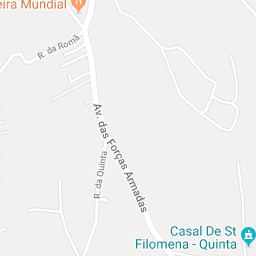 eira Mundial
R. da Romã
Av. das Forças Armadas
R. da Quinta
Casal De St
Filomena - Quinta